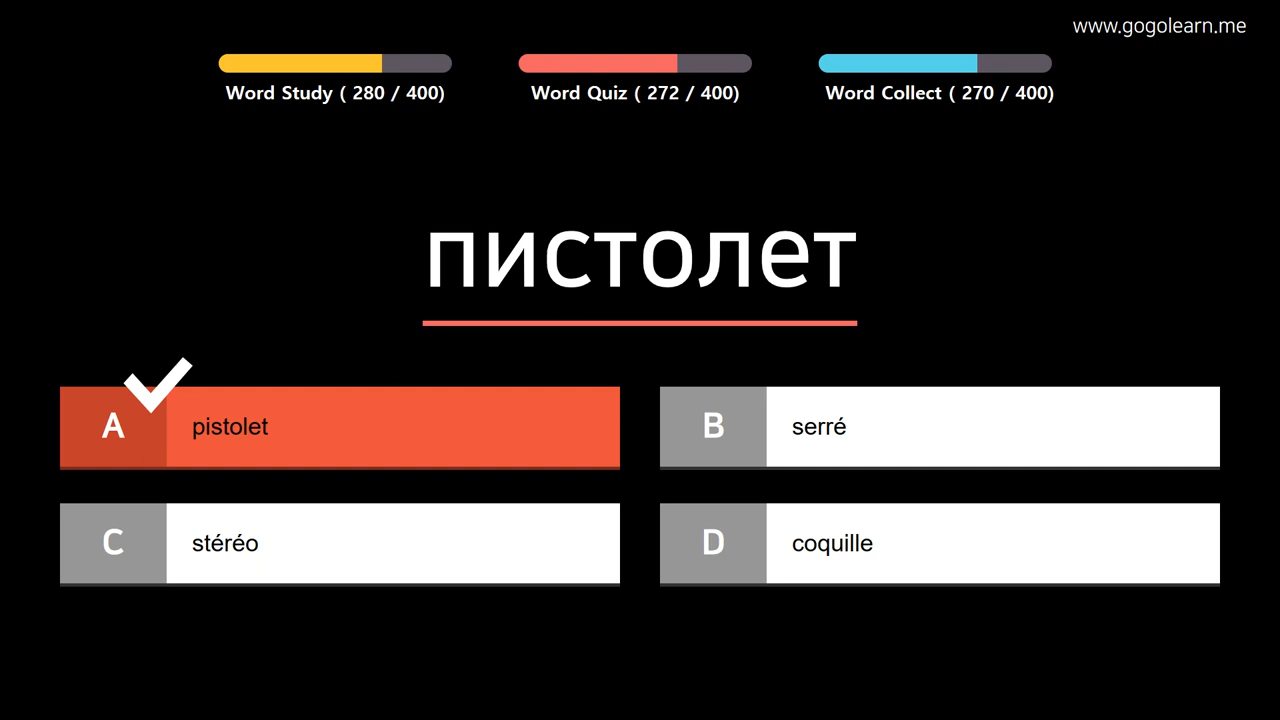 www.gogolearn.me
Word Study ( 280 / 400)
Word Quiz ( 272 / 400)
Word Collect ( 270 / 400)
пистолет
A pistolet
B serré
C stéréo
D coquille